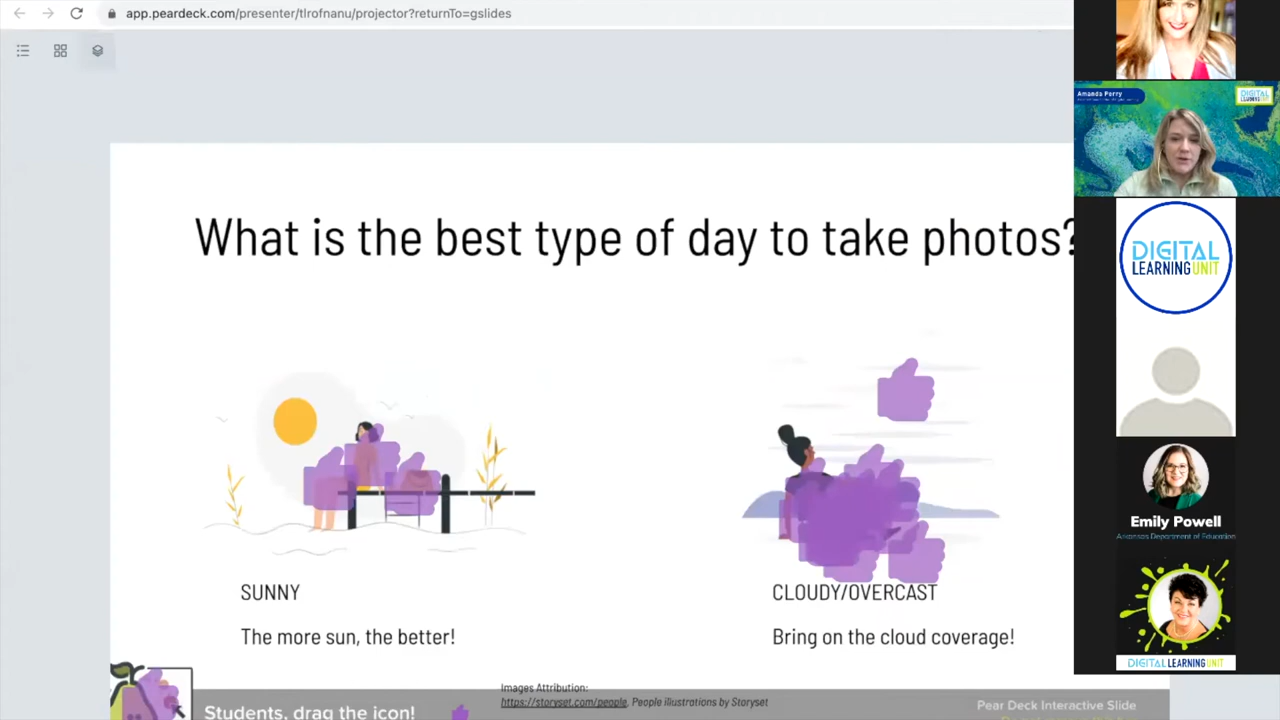 app.peardeck.com/presenter/tlrofnanu/projector?returnTo=gslides
Amanda Perry
DIGITAL
LEARNING UNIT
What is the best type of day to take photos?
DIGITAL
LEARNING UNIT
SUNNY
The more sun, the better!
CLOUDY/OVERCAST
Bring on the cloud coverage!
Emily Powell
Arkansas Department of Education
DIGITAL LEARNING UNIT
Images Attribution:
https://storyset.com/people, People illustrations by Storyset
Students, drag the icon!
Pear Deck Interactive Slide